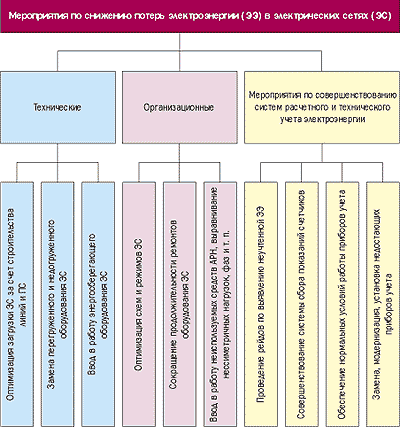 Мероприятия по снижению потерь электроэнергии (ЭЭ) в электрических сетях (ЭС)
Технические
Организационные
Мероприятия по совершенствованию
систем расчетного и технического
учета электроэнергии
Оптимизация загрузки ЭС за счет строительства
линий и ПС
Замена перегруженного и недогруженного
оборудования ЭС
Ввод в работу энергосберегающего
оборудования ЭС
Оптимизация схем и режимов ЭС
Сокращение продолжительности ремонтов
оборудования ЭС
Ввод в работу неиспользуемых средств АРН, выравнивание
несимметричных нагрузок, фаз и т. п.
Проведение рейдов по выявлению неучтенной ЭЭ
Совершенствование системы сбора показаний счетчиков
Обеспечение нормальных условий работы приборов учета
Замена, модернизация, установка недостающих
приборов учета